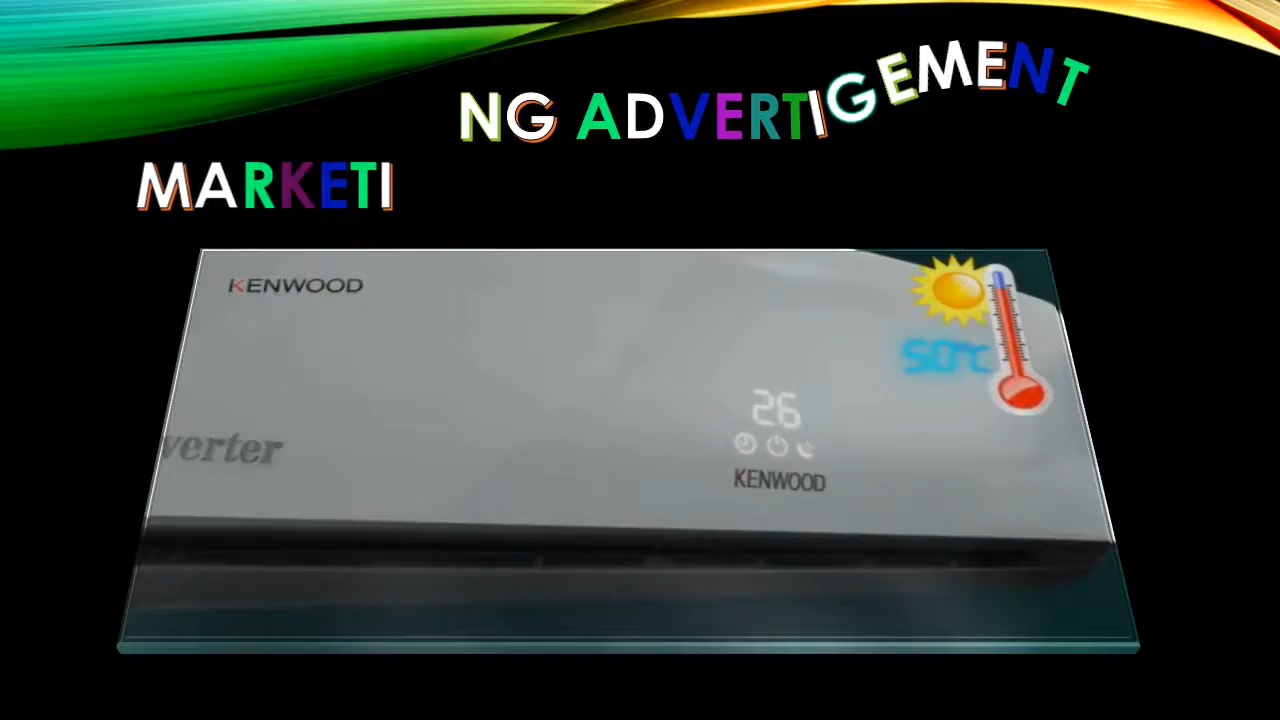 MARKETI
NG ADVERTIGEMENT
KENWOOD
50°C
26
verter
KENWOOD